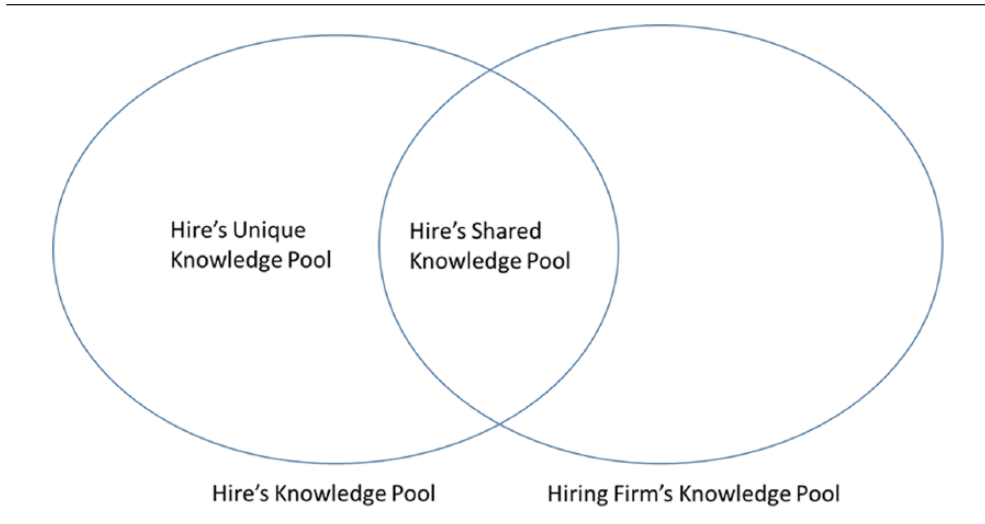 Hire's Unique
Knowledge Pool
Hire's Shared
Knowledge Pool
Hire's Knowledge Pool
Hiring Firm's Knowledge Pool